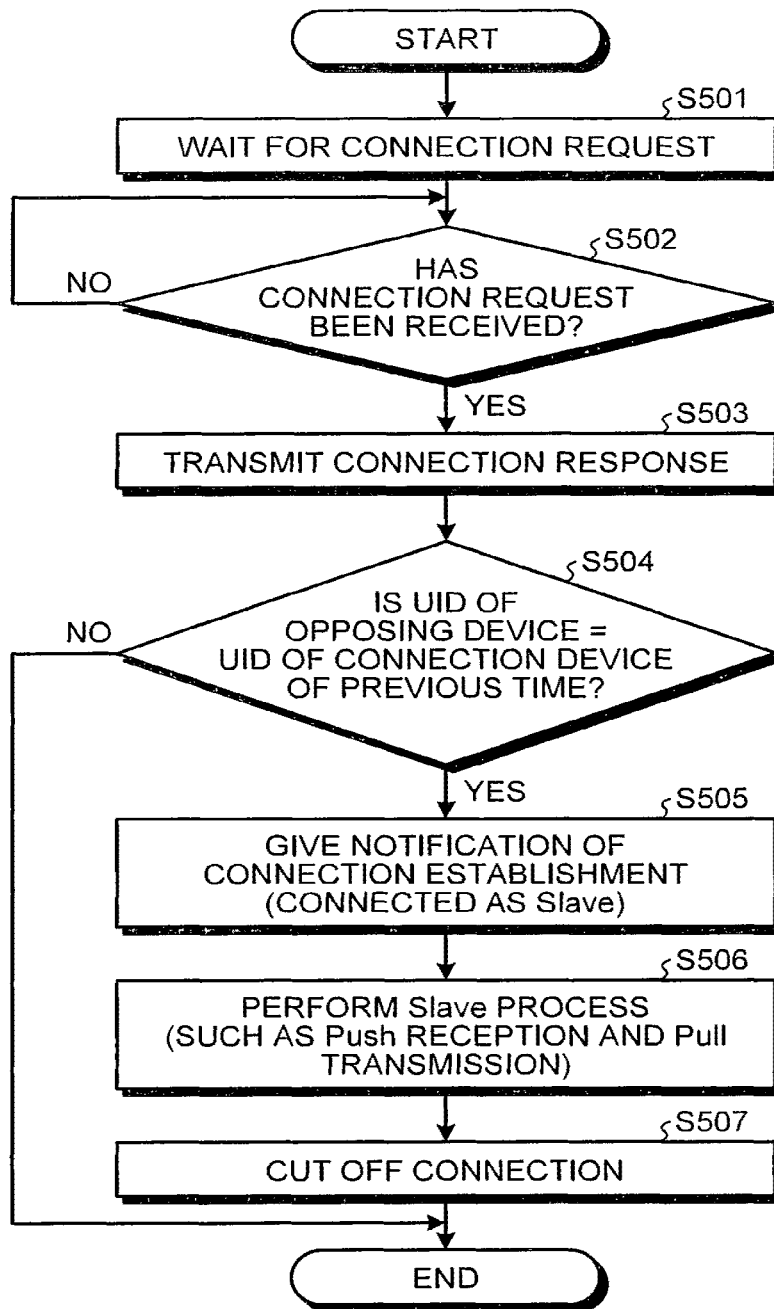 START
S501
WAIT FOR CONNECTION REQUEST
S502
HAS
CONNECTION REQUEST
BEEN RECEIVED?
NO
YES
S503
TRANSMIT CONNECTION RESPONSE
S504
IS UID OF
OPPOSING DEVICE =
UID OF CONNECTION DEVICE
OF PREVIOUS TIME?
NO
YES
S505
GIVE NOTIFICATION OF
CONNECTION ESTABLISHMENT
(CONNECTED AS Slave)
S506
PERFORM Slave PROCESS
(SUCH AS Push RECEPTION AND Pull
TRANSMISSION)
S507
CUT OFF CONNECTION
END